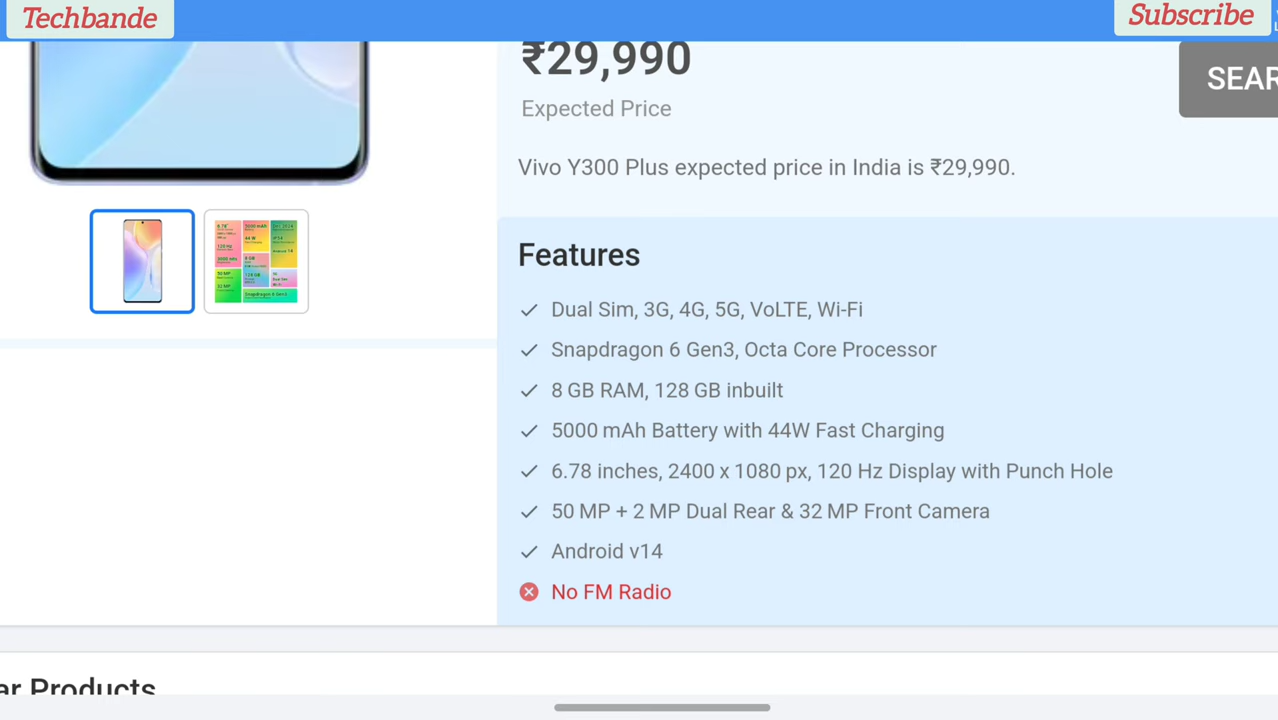 Techbande
Subscribe
₹29,990
SEAR
Expected Price
Vivo Y300 Plus expected price in India is ₹29,990.
Features
Dual Sim, 3G, 4G, 5G, VoLTE, Wi-Fi
Snapdragon 6 Gen3, Octa Core Processor
8 GB RAM, 128 GB inbuilt
5000 mAh Battery with 44W Fast Charging
6.78 inches, 2400 x 1080 px, 120 Hz Display with Punch Hole
50 MP + 2 MP Dual Rear & 32 MP Front Camera
Android v14
No FM Radio
ar Products